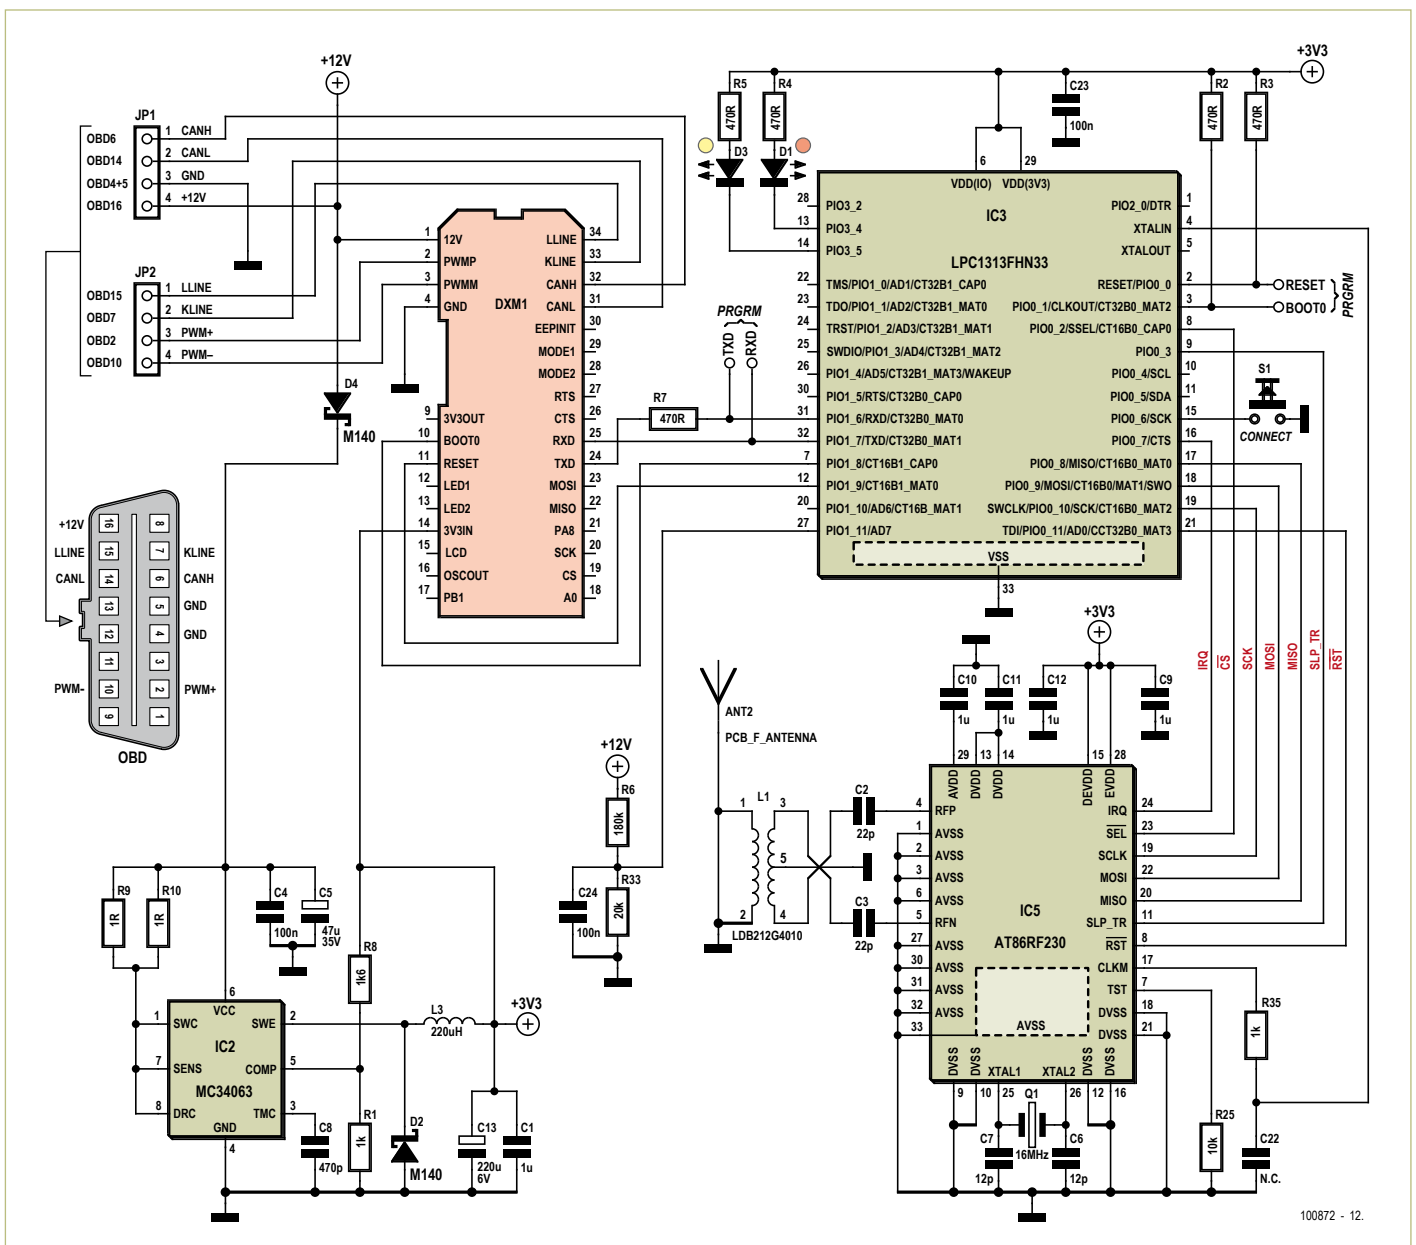 +12V
+3V3
JP1
OBD6 1 CANH
OBD14 2 CANL
OBD4+5 3 GND
OBD16 4 +12V
JP2
OBD15 1 LLINE
OBD7 2 KLINE
OBD2 3 PWM+
OBD10 4 PWM–
D4
M140
DXM1
1 12V
2 PWMP
3 PWMM
4 GND
9 3V3OUT
10 BOOT0
11 RESET
12 LED1
13 LED2
14 3V3IN
15 LCD
16 OSCOUT
17 PB1
LLINE 34
KLINE 33
CANH 32
CANL 31
EEPINIT 30
MODE1 29
MODE2 28
RTS 27
CTS 26
RXD 25
TXD 24
MOSI 23
MISO 22
PA8 21
SCK 20
CS 19
A0 18
R5
470R
R4
470R
D3
D1
C23
100n
R2
470R
R3
470R
PRGRM
TXD
RXD
R7
470R
6 VDD(IO)
29 VDD(3V3)
IC3
LPC1313FHN33
28 PIO3_2
13 PIO3_4
14 PIO3_5
22 TMS/PIO1_0/AD1/CT32B1_CAP0
23 TDO/PIO1_1/AD2/CT32B1_MAT0
24 TRST/PIO1_2/AD3/CT32B1_MAT1
25 SWDIO/PIO1_3/AD4/CT32B1_MAT2
26 PIO1_4/AD5/CT32B1_MAT3/WAKEUP
30 PIO1_5/RTS/CT32B0_CAP0
31 PIO1_6/RXD/CT32B0_MAT0
32 PIO1_7/TXD/CT32B0_MAT1
7 PIO1_8/CT16B1_CAP0
12 PIO1_9/CT16B1_MAT0
20 PIO1_10/AD6/CT16B_MAT1
27 PIO1_11/AD7
PIO2_0/DTR 1
XTALIN 4
XTALOUT 5
RESET/PIO0_0 2
PIO0_1/CLKOUT/CT32B0_MAT2 3
PIO0_2/SSEL/CT16B0_CAP0 8
PIO0_3 9
PIO0_4/SCL 10
PIO0_5/SDA 11
PIO0_6/SCK 15
PIO0_7/CTS 16
PIO0_8/MISO/CT16B0_MAT0 17
PIO0_9/MOSI/CT16B0/MAT1/SWO 18
SWCLK/PIO0_10/SCK/CT16B0_MAT2 19
TDI/PIO0_11/AD0/CCT32B0_MAT3 21
VSS
33
RESET
BOOT0
PRGRM
S1
CONNECT
+12V 16
LLINE 15
CANL 14
13
12
11
PWM- 10
9
8
7 KLINE
6 CANH
5 GND
4 GND
3
2 PWM+
1
OBD
IRQ
CS
SCK
MOSI
MISO
SLP_TR
RST
+3V3
C10
1u
C11
1u
C12
1u
C9
1u
ANT2
PCB_F_ANTENNA
L1
1
2
3
5
4
LDB212G4010
C2
22p
C3
22p
29 AVDD
13 DVDD
14 DVDD
15 DEVDD
28 EVDD
IC5
AT86RF230
4 RFP
1 AVSS
2 AVSS
3 AVSS
6 AVSS
5 RFN
27 AVSS
30 AVSS
31 AVSS
32 AVSS
33 AVSS
IRQ 24
SEL 23
SCLK 19
MOSI 22
MISO 20
SLP_TR 11
RST 8
CLKM 17
TST 7
DVSS 18
DVSS 21
DVSS 9
DVSS 10
XTAL1 25
XTAL2 26
DVSS 12
DVSS 16
Q1
16MHz
C7
12p
C6
12p
R35
1k
R25
10k
C22
N.C.
+12V
R6
180k
R33
20k
C24
100n
R9
1R
R10
1R
C4
100n
C5
47u
35V
R8
1k6
R1
1k
L3
220uH
+3V3
6 VCC
IC2
MC34063
1 SWC
7 SENS
8 DRC
SWE 2
COMP 5
TMC 3
GND
4
C8
470p
D2
M140
C13
220u
6V
C1
1u
100872 - 12.